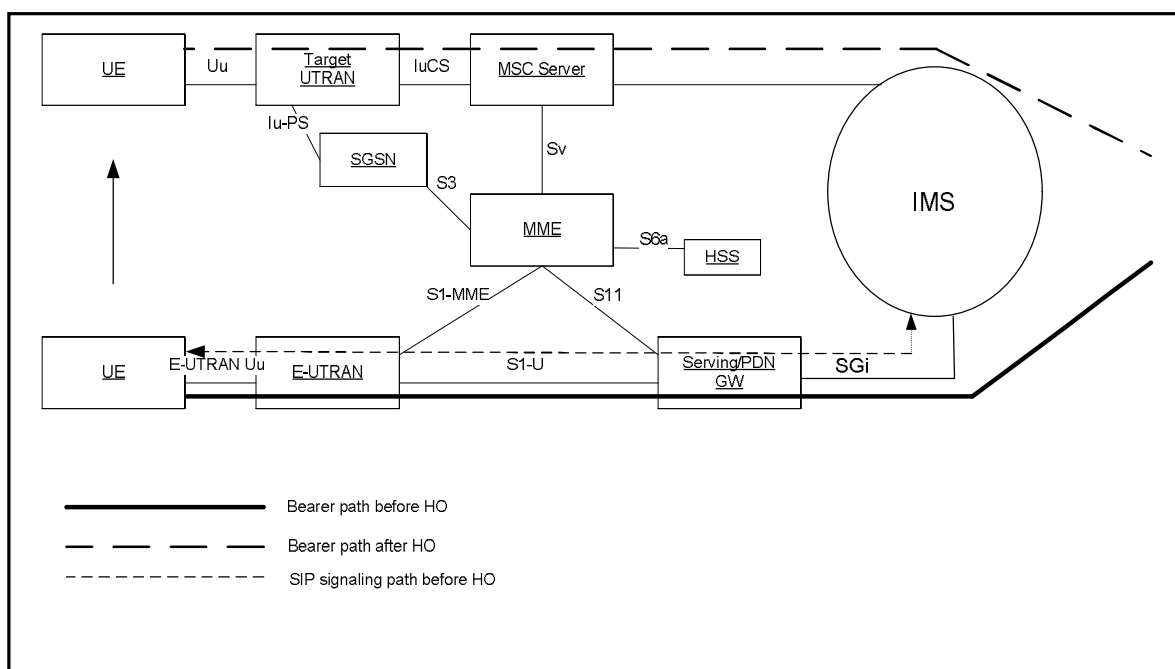 UE
Uu
Target
UTRAN
IuCS
MSC Server
Iu-PS
SGSN
S3
Sv
MME
S6a
HSS
IMS
S1-MME
S11
UE
E-UTRAN Uu
E-UTRAN
S1-U
Serving/PDN
GW
SGi
Bearer path before HO
Bearer path after HO
SIP signaling path before HO